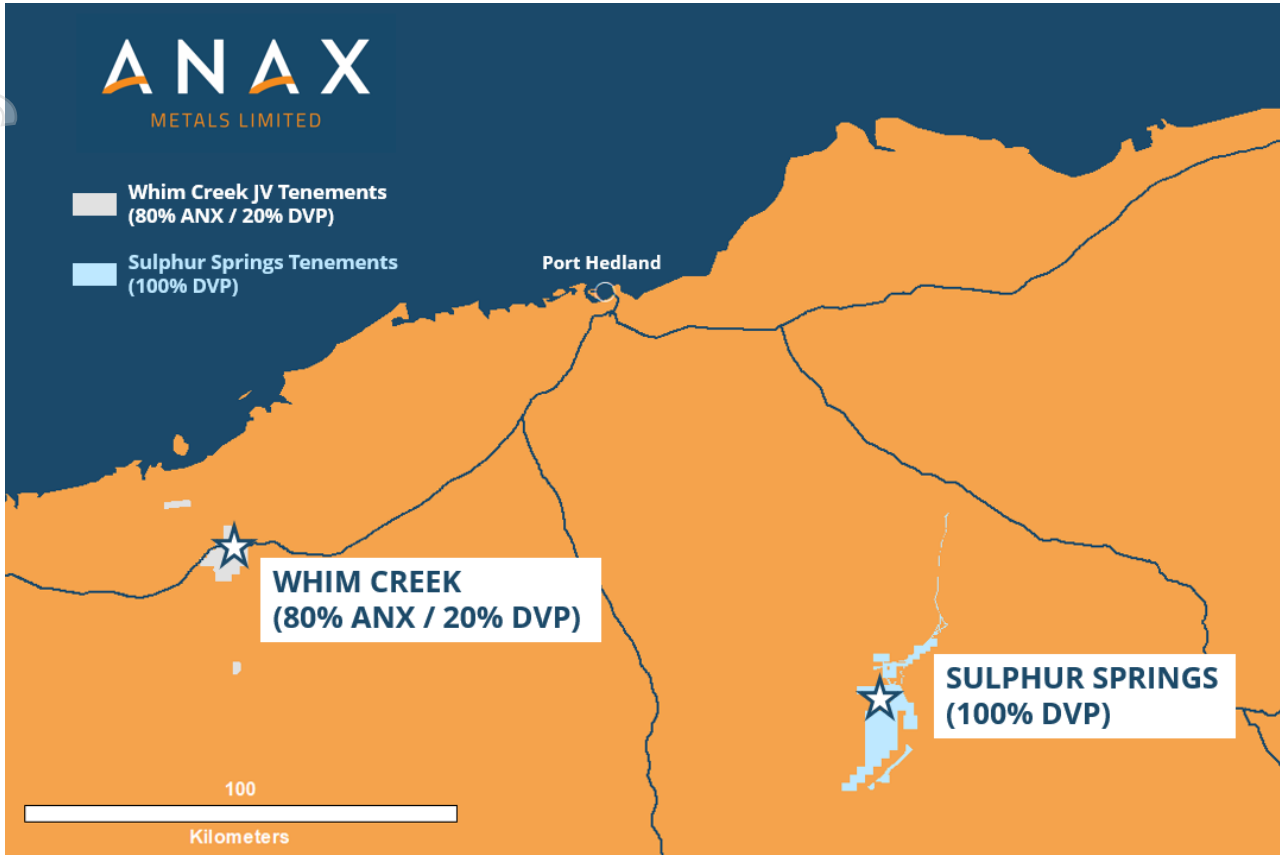 ANAX
METALS LIMITED
Whim Creek JV Tenements
(80% ANX / 20% DVP)
Sulphur Springs Tenements
(100% DVP)
Port Hedland
WHIM CREEK
(80% ANX / 20% DVP)
SULPHUR SPRINGS
(100% DVP)
100
Kilometers